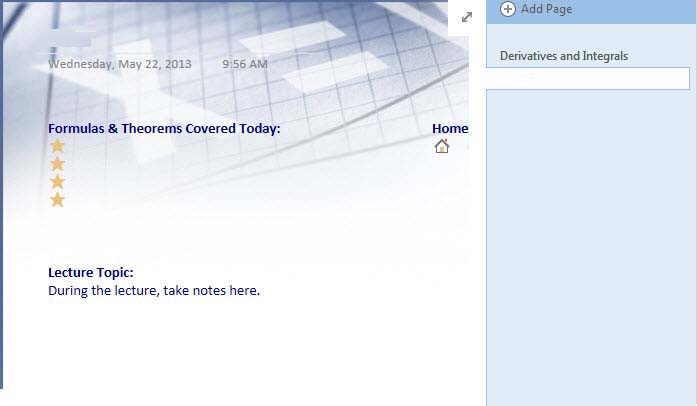 Add Page
Derivatives and Integrals
Wednesday, May 22, 2013 9:56 AM
Formulas & Theorems Covered Today:
Home
Lecture Topic:
During the lecture, take notes here.